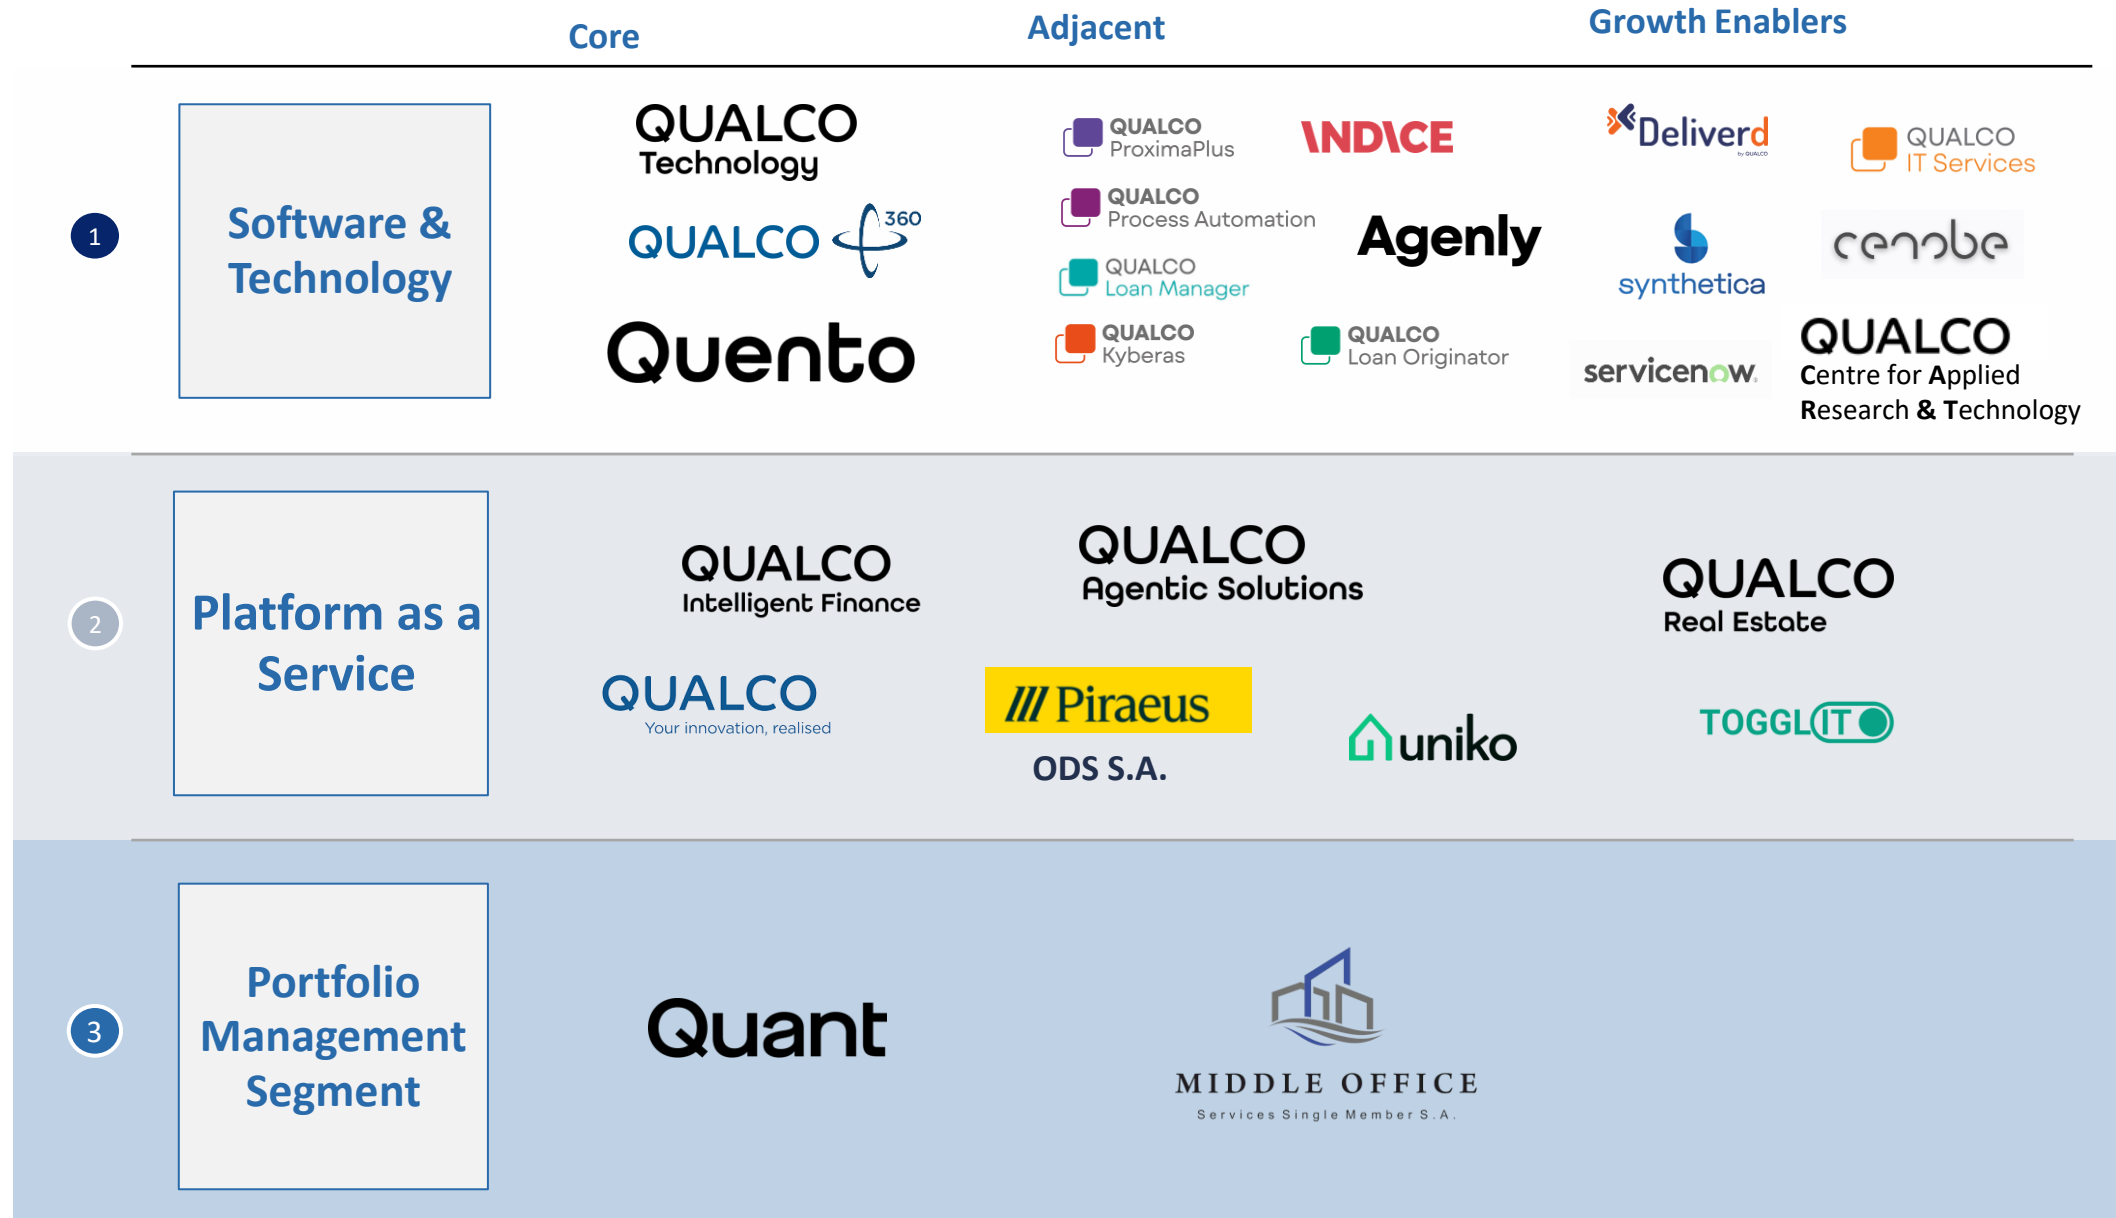 Core
Adjacent
Growth Enablers
1
Software &
Technology
QUALCO
Technology
QUALCO 360
Quento
QUALCO
ProximaPlus
INDICE
QUALCO
Process Automation
Agenly
QUALCO
Loan Manager
QUALCO
Kyberas
QUALCO
Loan Originator
Deliverd
by QUALCO
QUALCO
IT Services
synthetica
cenobe
servicenow
QUALCO
Centre for Applied
Research & Technology
2
Platform as a
Service
QUALCO
Intelligent Finance
QUALCO
Your innovation, realised
QUALCO
Agentic Solutions
Piraeus
ODS S.A.
uniko
QUALCO
Real Estate
TOGGLIT
3
Portfolio
Management
Segment
Quant
MIDDLE OFFICE
Services Single Member S.A.